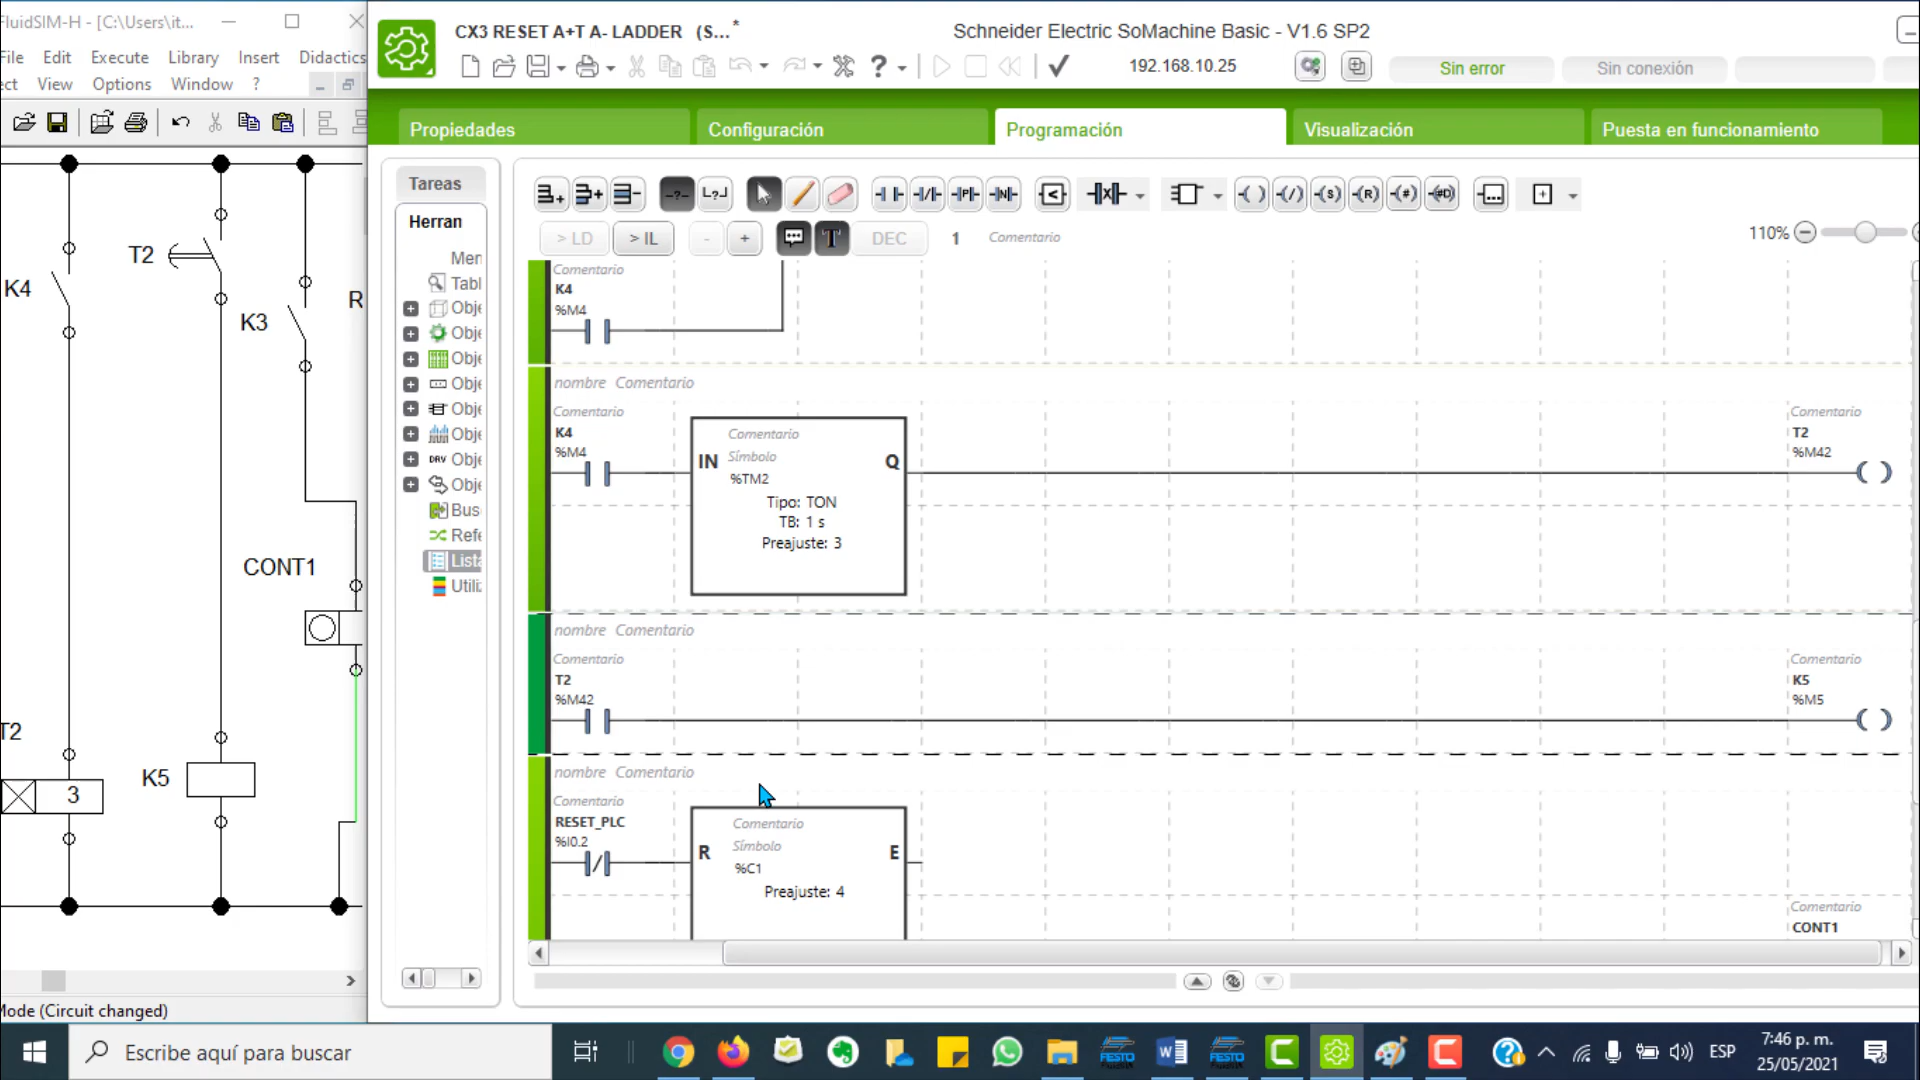 FluidSIM-H - [C:\Users\it...
File Edit Execute Library Insert Didactics
ect View Options Window ?
K4
T2
K3
R
CONT1
T2
3
K5
Mode (Circuit changed)
CX3 RESET A+T A- LADDER (S...*
Schneider Electric SoMachine Basic - V1.6 SP2
192.168.10.25
Sin error
Sin conexión
Propiedades
Configuración
Programación
Visualización
Puesta en funcionamiento
Tareas
Herran
Men
Tabl
Obje
Obje
Obje
Obje
Obje
Obje
DRV Obje
Obje
Bus
Refe
Lista
Utili
> LD
> IL
-
+
T
DEC
1
Comentario
110%
Comentario
K4
%M4
nombre Comentario
Comentario
K4
%M4
Comentario
IN Símbolo Q
%TM2
Tipo: TON
TB: 1 s
Preajuste: 3
Comentario
T2
%M42
nombre Comentario
Comentario
T2
%M42
Comentario
K5
%M5
nombre Comentario
Comentario
RESET_PLC
%I0.2
Comentario
Símbolo
R E
%C1
Preajuste: 4
Comentario
CONT1
Escribe aquí para buscar
FESTO
FESTO
ESP
7:46 p. m.
25/05/2021